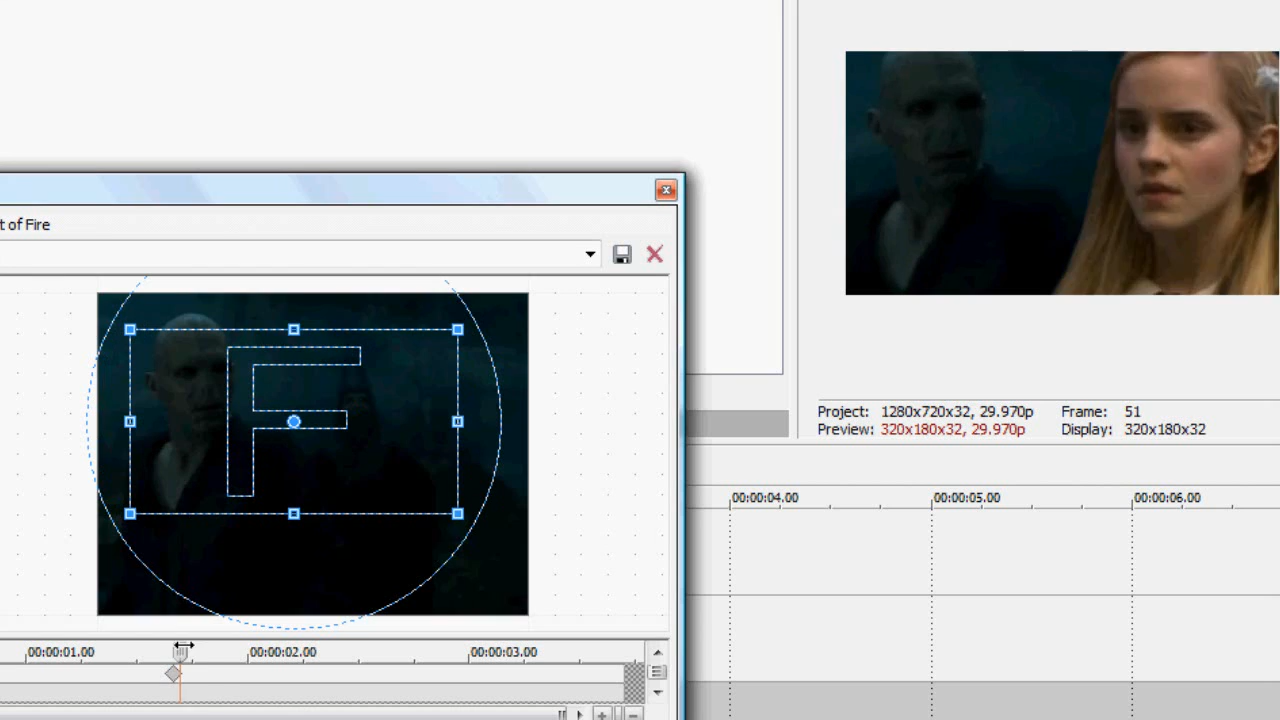 t of Fire
F
Project: 1280x720x32, 29.970p Frame: 51
Preview: 320x180x32, 29.970p Display: 320x180x32
00:00:04.00 00:00:05.00 00:00:06.00
00:00:01.00 00:00:02.00 00:00:03.00